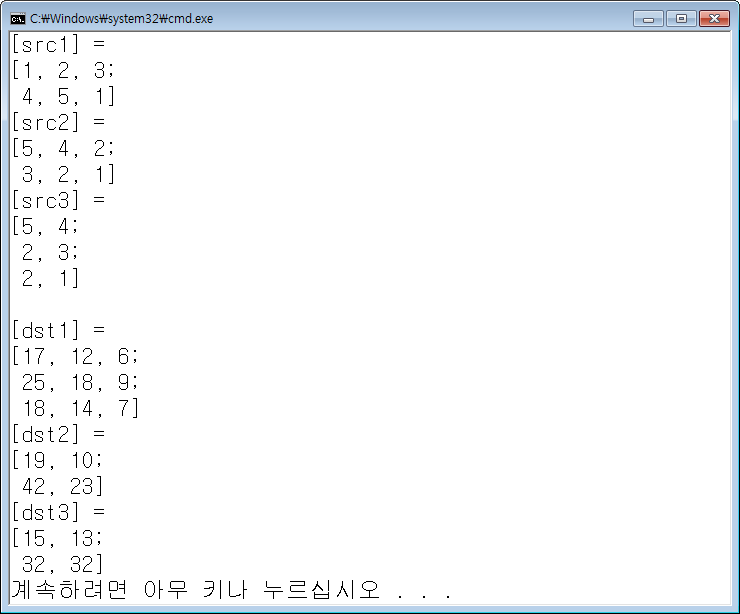 C:₩Windows₩system32₩cmd.exe
[src1] =
[1, 2, 3;
 4, 5, 1]
[src2] =
[5, 4, 2;
 3, 2, 1]
[src3] =
[5, 4;
 2, 3;
 2, 1]
[dst1] =
[17, 12, 6;
 25, 18, 9;
 18, 14, 7]
[dst2] =
[19, 10;
 42, 23]
[dst3] =
[15, 13;
 32, 32]
계속하려면 아무 키나 누르십시오 . . .